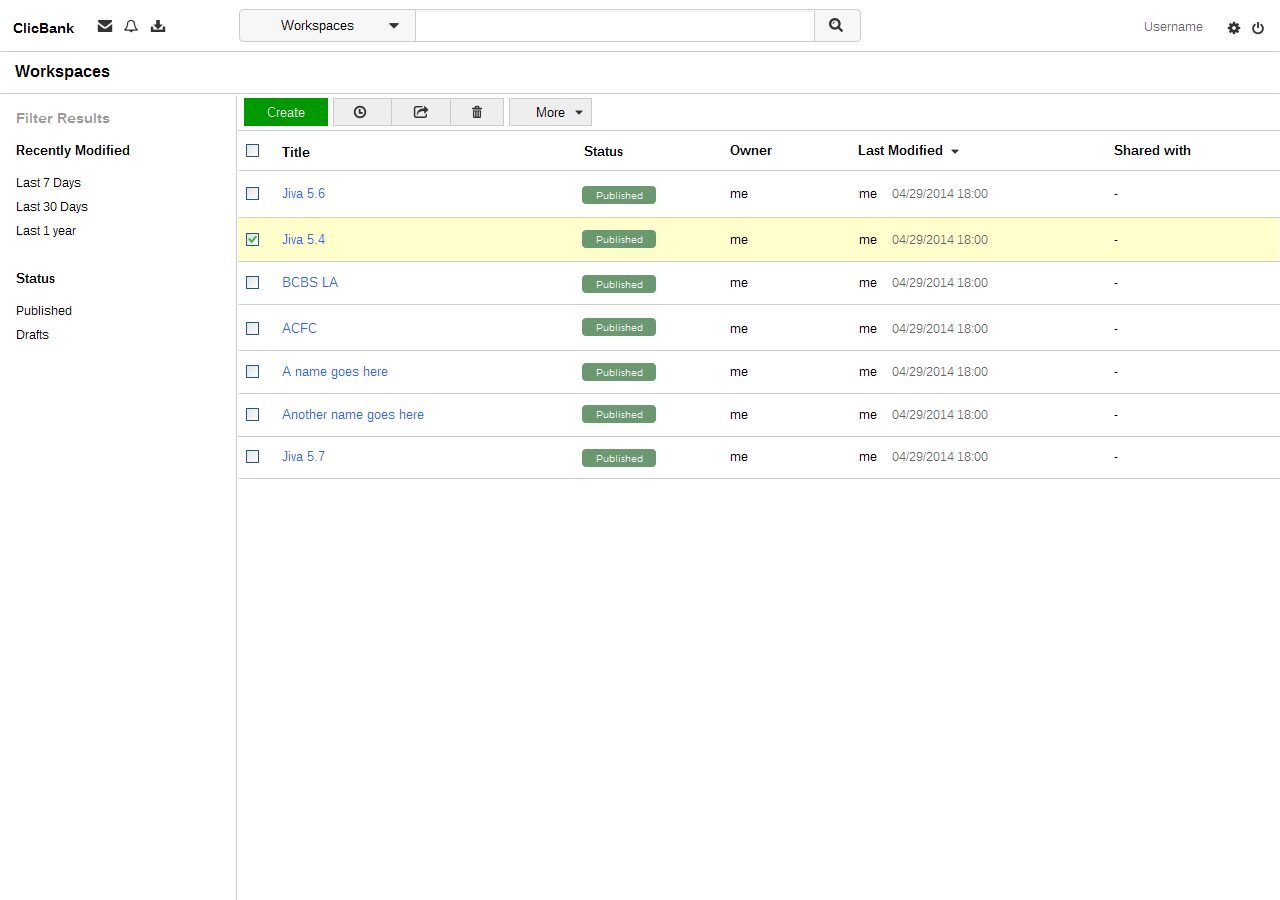 ClicBank
Workspaces
Username
Workspaces
Filter Results
Recently Modified
Last 7 Days
Last 30 Days
Last 1 year
Status
Published
Drafts
Create
More
Title Status Owner Last Modified Shared with
Jiva 5.6 Published me me 04/29/2014 18:00 -
Jiva 5.4 Published me me 04/29/2014 18:00 -
BCBS LA Published me me 04/29/2014 18:00 -
ACFC Published me me 04/29/2014 18:00 -
A name goes here Published me me 04/29/2014 18:00 -
Another name goes here Published me me 04/29/2014 18:00 -
Jiva 5.7 Published me me 04/29/2014 18:00 -